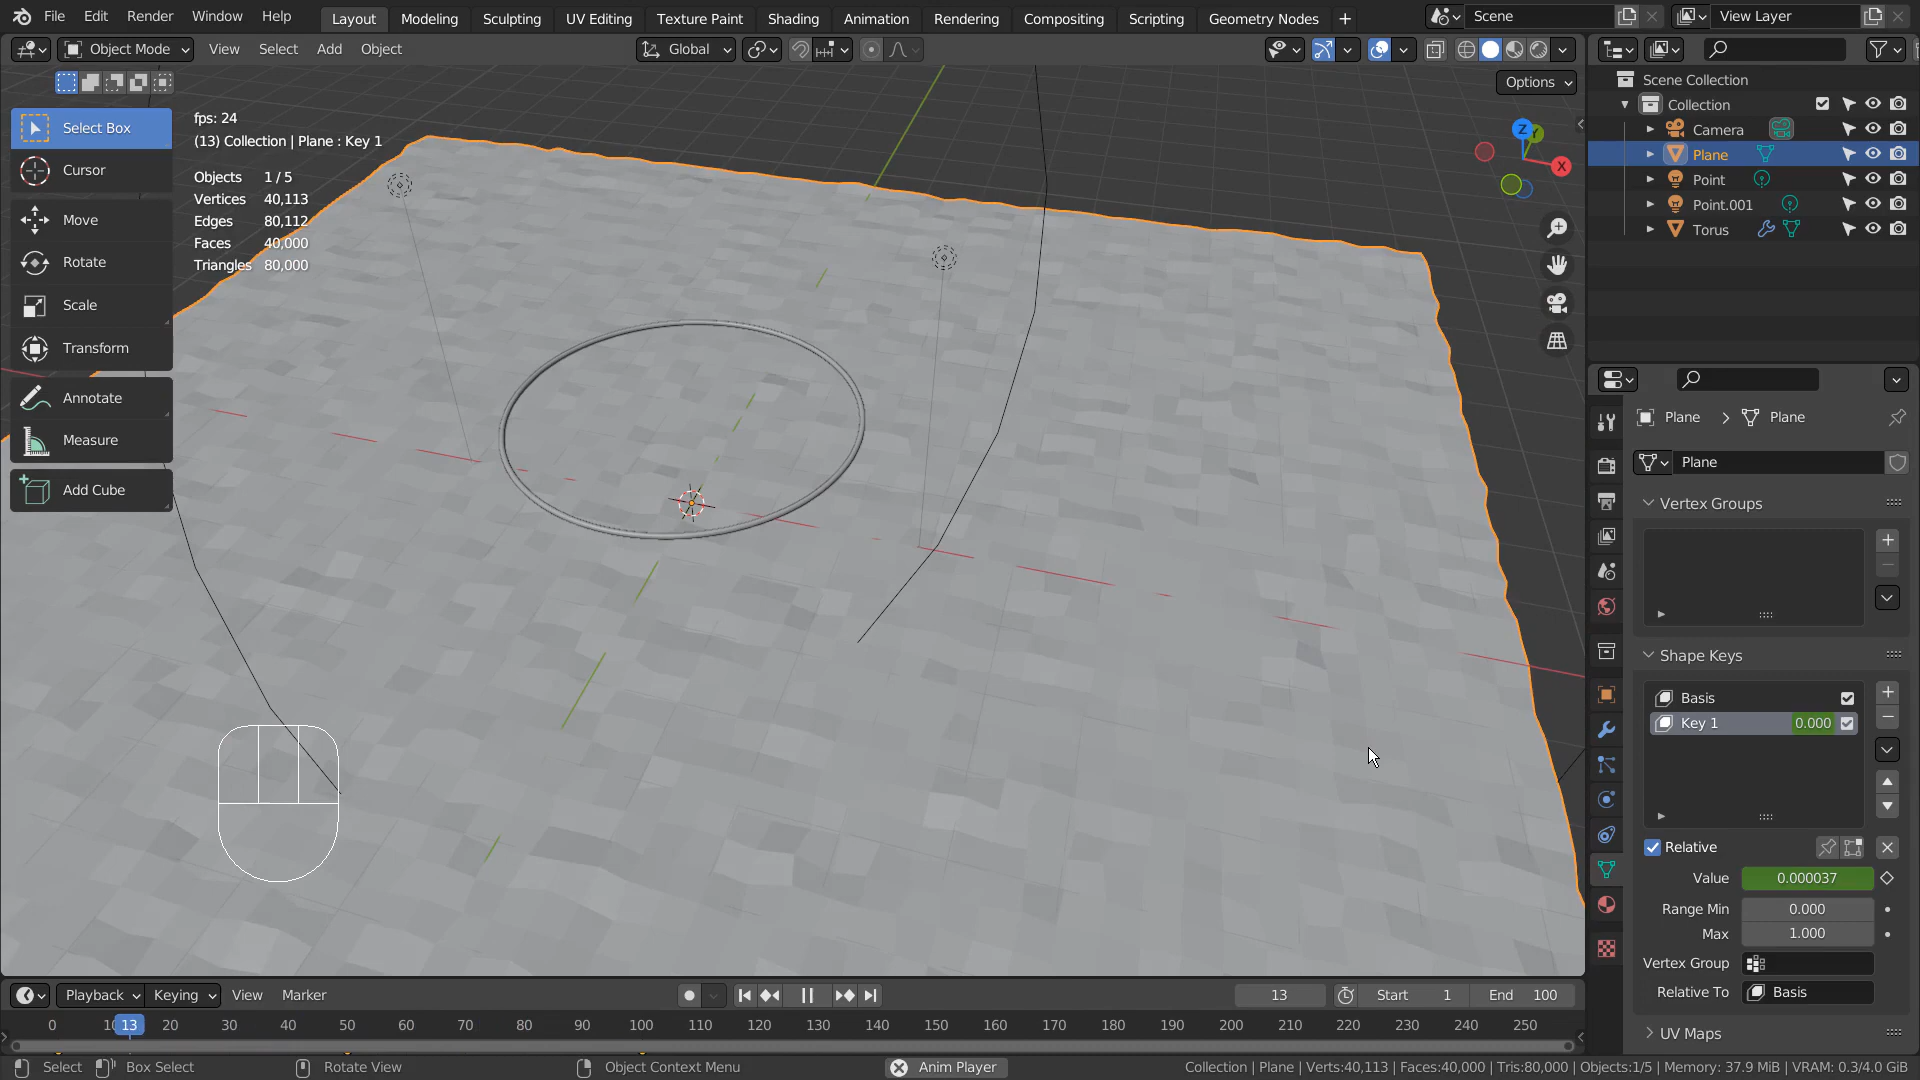 File Edit Render Window Help Layout Modeling Sculpting UV Editing Texture Paint Shading Animation Rendering Compositing Scripting Geometry Nodes + Scene View Layer
Object Mode View Select Add Object Global
Options
Select Box
Cursor
Move
Rotate
Scale
Transform
Annotate
Measure
Add Cube
fps: 24
(13) Collection | Plane : Key 1
Objects 1 / 5
Vertices 40,113
Edges 80,112
Faces 40,000
Triangles 80,000
Z
Y
X
Scene Collection
Collection
Camera
Plane
Point
Point.001
Torus
Plane Plane
Plane
Vertex Groups
Shape Keys
Basis
Key 1 0.000
Relative
Value 0.000037
Range Min 0.000
Max 1.000
Vertex Group
Relative To Basis
UV Maps
Playback Keying View Marker 13 Start 1 End 100
0 13 20 30 40 50 60 70 80 90 100 110 120 130 140 150 160 170 180 190 200 210 220 230 240 250
Select Box Select Rotate View Object Context Menu Anim Player Collection | Plane | Verts:40,113 | Faces:40,000 | Tris:80,000 | Objects:1/5 | Memory: 37.9 MiB | VRAM: 0.3/4.0 GiB